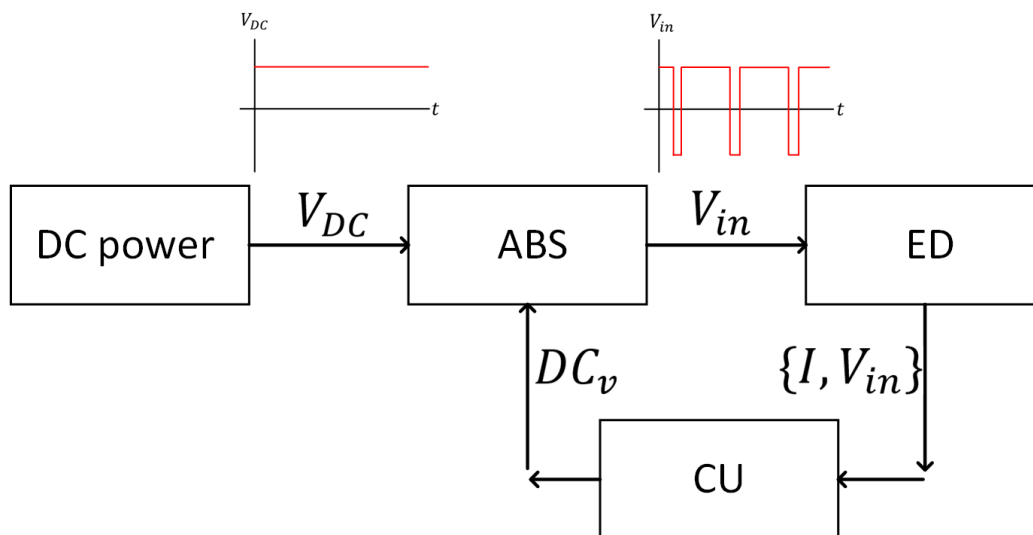 V_DC
t
V_in
t
DC power
V_DC
ABS
V_in
ED
DC_v
{I, V_in}
CU